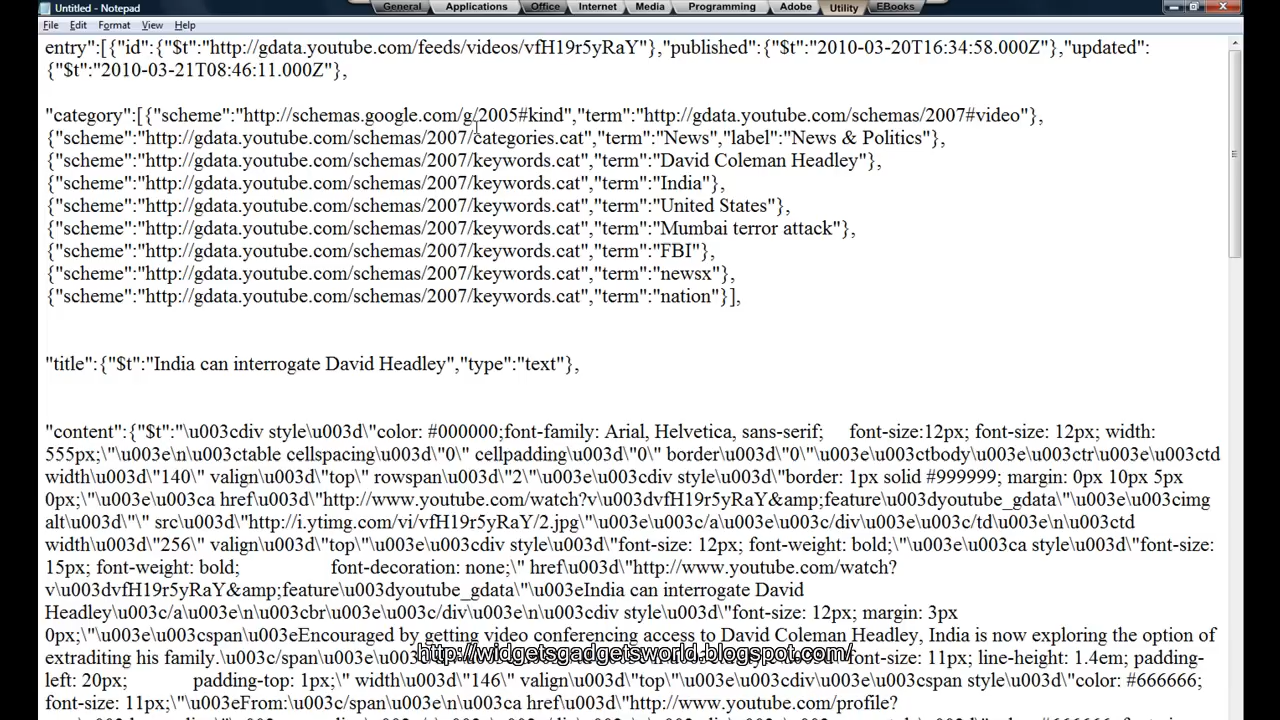 Untitled - Notepad
General Applications Office Internet Media Programming Adobe Utility EBooks
File Edit Format View Help
entry":[{"id":{"$t":"http://gdata.youtube.com/feeds/videos/vfH19r5yRaY"},"published":{"$t":"2010-03-20T16:34:58.000Z"},"updated":
{"$t":"2010-03-21T08:46:11.000Z"},
"category":[{"scheme":"http://schemas.google.com/g/2005#kind","term":"http://gdata.youtube.com/schemas/2007#video"},
{"scheme":"http://gdata.youtube.com/schemas/2007/categories.cat","term":"News","label":"News & Politics"},
{"scheme":"http://gdata.youtube.com/schemas/2007/keywords.cat","term":"David Coleman Headley"},
{"scheme":"http://gdata.youtube.com/schemas/2007/keywords.cat","term":"India"},
{"scheme":"http://gdata.youtube.com/schemas/2007/keywords.cat","term":"United States"},
{"scheme":"http://gdata.youtube.com/schemas/2007/keywords.cat","term":"Mumbai terror attack"},
{"scheme":"http://gdata.youtube.com/schemas/2007/keywords.cat","term":"FBI"},
{"scheme":"http://gdata.youtube.com/schemas/2007/keywords.cat","term":"newsx"},
{"scheme":"http://gdata.youtube.com/schemas/2007/keywords.cat","term":"nation"}],
"title":{"$t":"India can interrogate David Headley","type":"text"},
"content":{"$t":"\u003cdiv style\u003d\"color: #000000;font-family: Arial, Helvetica, sans-serif; font-size:12px; font-size: 12px; width:
555px;\"\u003e\n\u003ctable cellspacing\u003d\"0\" cellpadding\u003d\"0\" border\u003d\"0\"\u003e\u003ctbody\u003e\u003ctr\u003e\u003ctd
width\u003d\"140\" valign\u003d\"top\" rowspan\u003d\"2\"\u003e\u003cdiv style\u003d\"border: 1px solid #999999; margin: 0px 10px 5px
0px;\"\u003e\u003ca href\u003d\"http://www.youtube.com/watch?v\u003dvfH19r5yRaY&amp;feature\u003dyoutube_gdata\"\u003e\u003cimg
alt\u003d\"\" src\u003d\"http://i.ytimg.com/vi/vfH19r5yRaY/2.jpg\"\u003e\u003c/a\u003e\u003c/div\u003e\u003c/td\u003e\n\u003ctd
width\u003d\"256\" valign\u003d\"top\"\u003e\u003cdiv style\u003d\"font-size: 12px; font-weight: bold;\"\u003e\u003ca style\u003d\"font-size:
15px; font-weight: bold; font-decoration: none;\" href\u003d\"http://www.youtube.com/watch?
v\u003dvfH19r5yRaY&amp;feature\u003dyoutube_gdata\"\u003eIndia can interrogate David
Headley\u003c/a\u003e\n\u003cbr\u003e\u003c/div\u003e\n\u003cdiv style\u003d\"font-size: 12px; margin: 3px
0px;\"\u003e\u003cspan\u003eEncouraged by getting video conferencing access to David Coleman Headley, India is now exploring the option of
http://widgetsgadgetsworld.blogspot.com/
extraditing his family.\u003c/span\u003e\u003c/div\u003e\u003c/td\u003e\n\u003ctd style\u003d\"font-size: 11px; line-height: 1.4em; padding-
left: 20px; padding-top: 1px;\" width\u003d\"146\" valign\u003d\"top\"\u003e\u003cdiv\u003e\u003cspan style\u003d\"color: #666666;
font-size: 11px;\"\u003eFrom:\u003c/span\u003e\n\u003ca href\u003d\"http://www.youtube.com/profile?